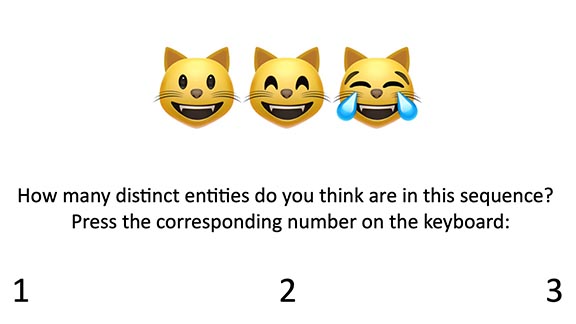 How many distinct entities do you think are in this sequence?
Press the corresponding number on the keyboard:
1 2 3